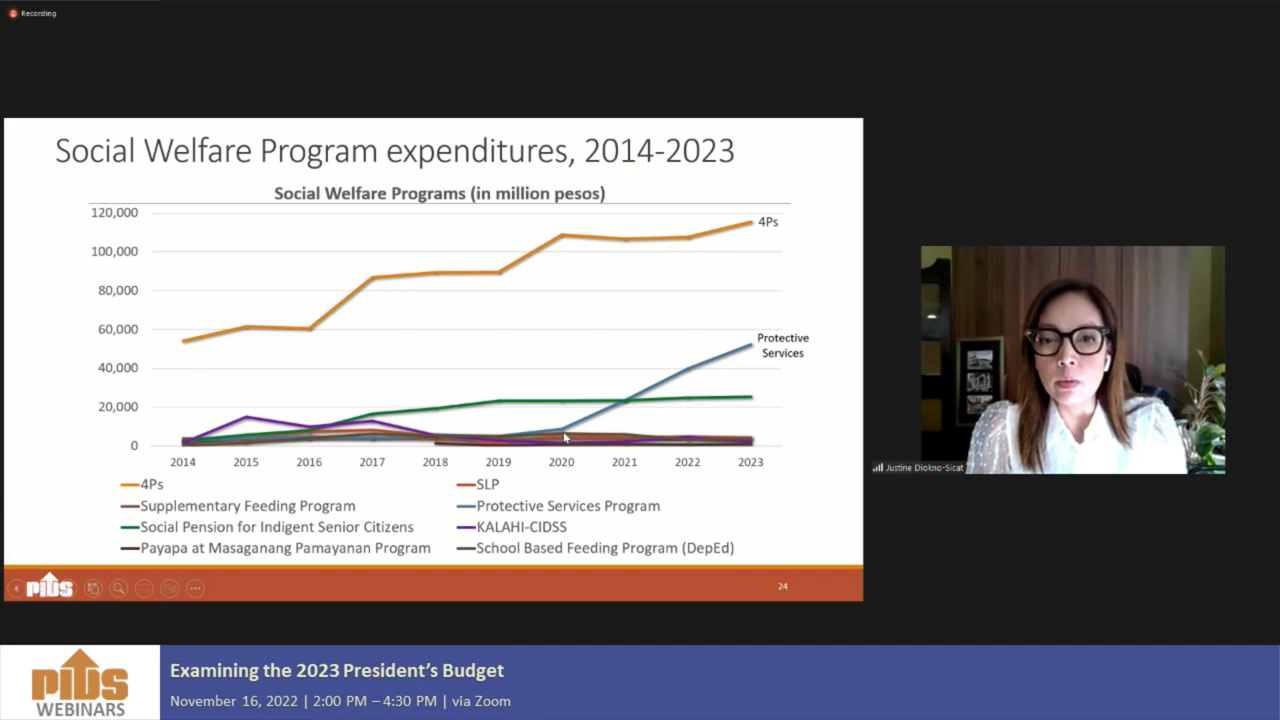 Recording
Social Welfare Program expenditures, 2014-2023
Social Welfare Programs (in million pesos)
120,000
100,000
80,000
60,000
40,000
20,000
0
4Ps
Protective
Services
2014 2015 2016 2017 2018 2019 2020 2021 2022 2023
4Ps SLP
Supplementary Feeding Program Protective Services Program
Social Pension for Indigent Senior Citizens KALAHI-CIDSS
Payapa at Masaganang Pamayanan Program School Based Feeding Program (DepEd)
PIDS
24
Justine Diokno-Sicat
PIDS
WEBINARS
Examining the 2023 President’s Budget
November 16, 2022 | 2:00 PM – 4:30 PM | via Zoom